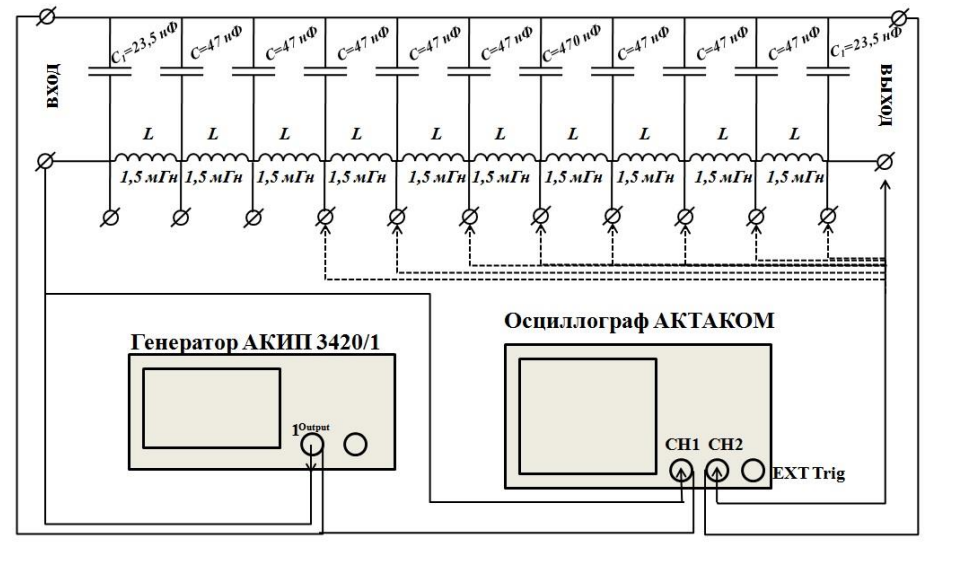 C₁=23,5 нФ
C=47 нФ
C=47 нФ
C=47 нФ
C=47 нФ
C=47 нФ
C=470 нФ
C=47 нФ
C=47 нФ
C=47 нФ
C₁=23,5 нФ
ВХОД
ВЫХОД
L
L
L
L
L
L
L
L
L
L
1,5 мГн
1,5 мГн
1,5 мГн
1,5 мГн
1,5 мГн
1,5 мГн
1,5 мГн
1,5 мГн
1,5 мГн
1,5 мГн
Осциллограф АКТАКОМ
Генератор АКИП 3420/1
1 Output
CH1 CH2
EXT Trig